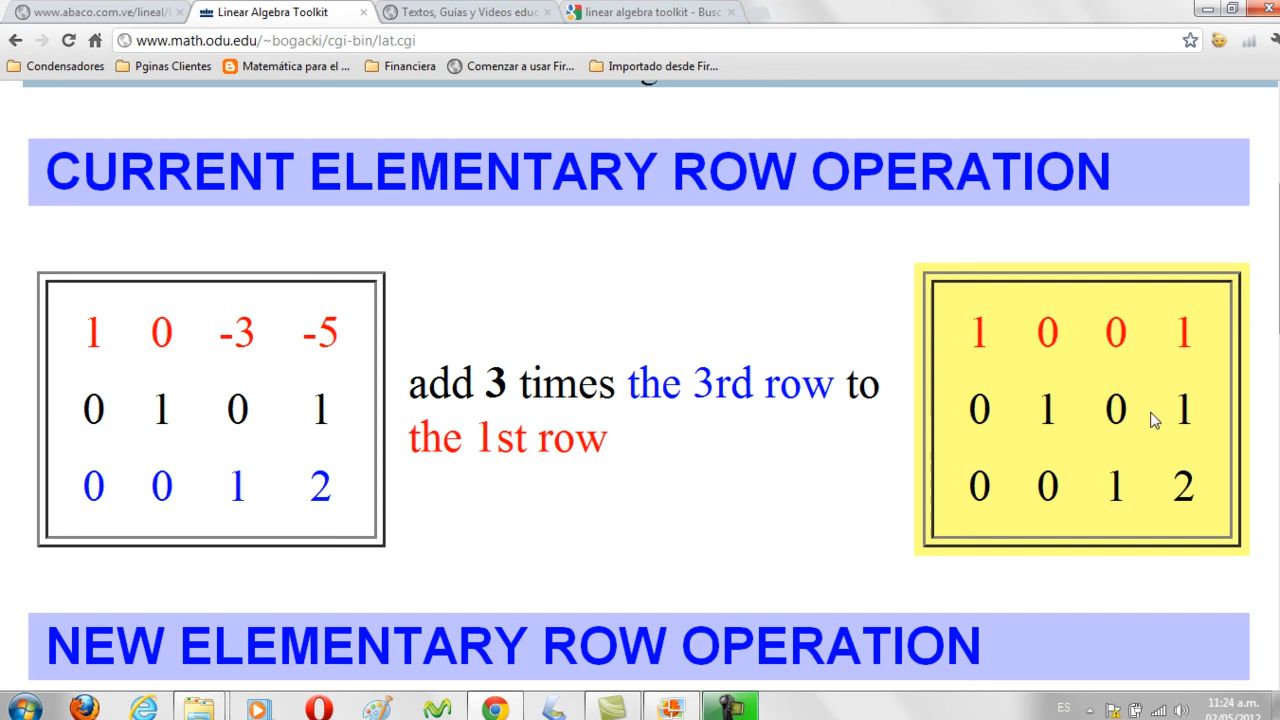 www.abaco.com.ve/lineal/
Linear Algebra Toolkit
Textos, Guías y Videos educ
linear algebra toolkit - Busc
www.math.odu.edu/~bogacki/cgi-bin/lat.cgi
Condensadores
Pginas Clientes
Matemática para el ...
Financiera
Comenzar a usar Fir...
Importado desde Fir...
CURRENT ELEMENTARY ROW OPERATION
1 0 -3 -5
0 1 0 1
0 0 1 2
add 3 times the 3rd row to
the 1st row
1 0 0 1
0 1 0 1
0 0 1 2
NEW ELEMENTARY ROW OPERATION
ES
11:24 a.m.
02/05/2012